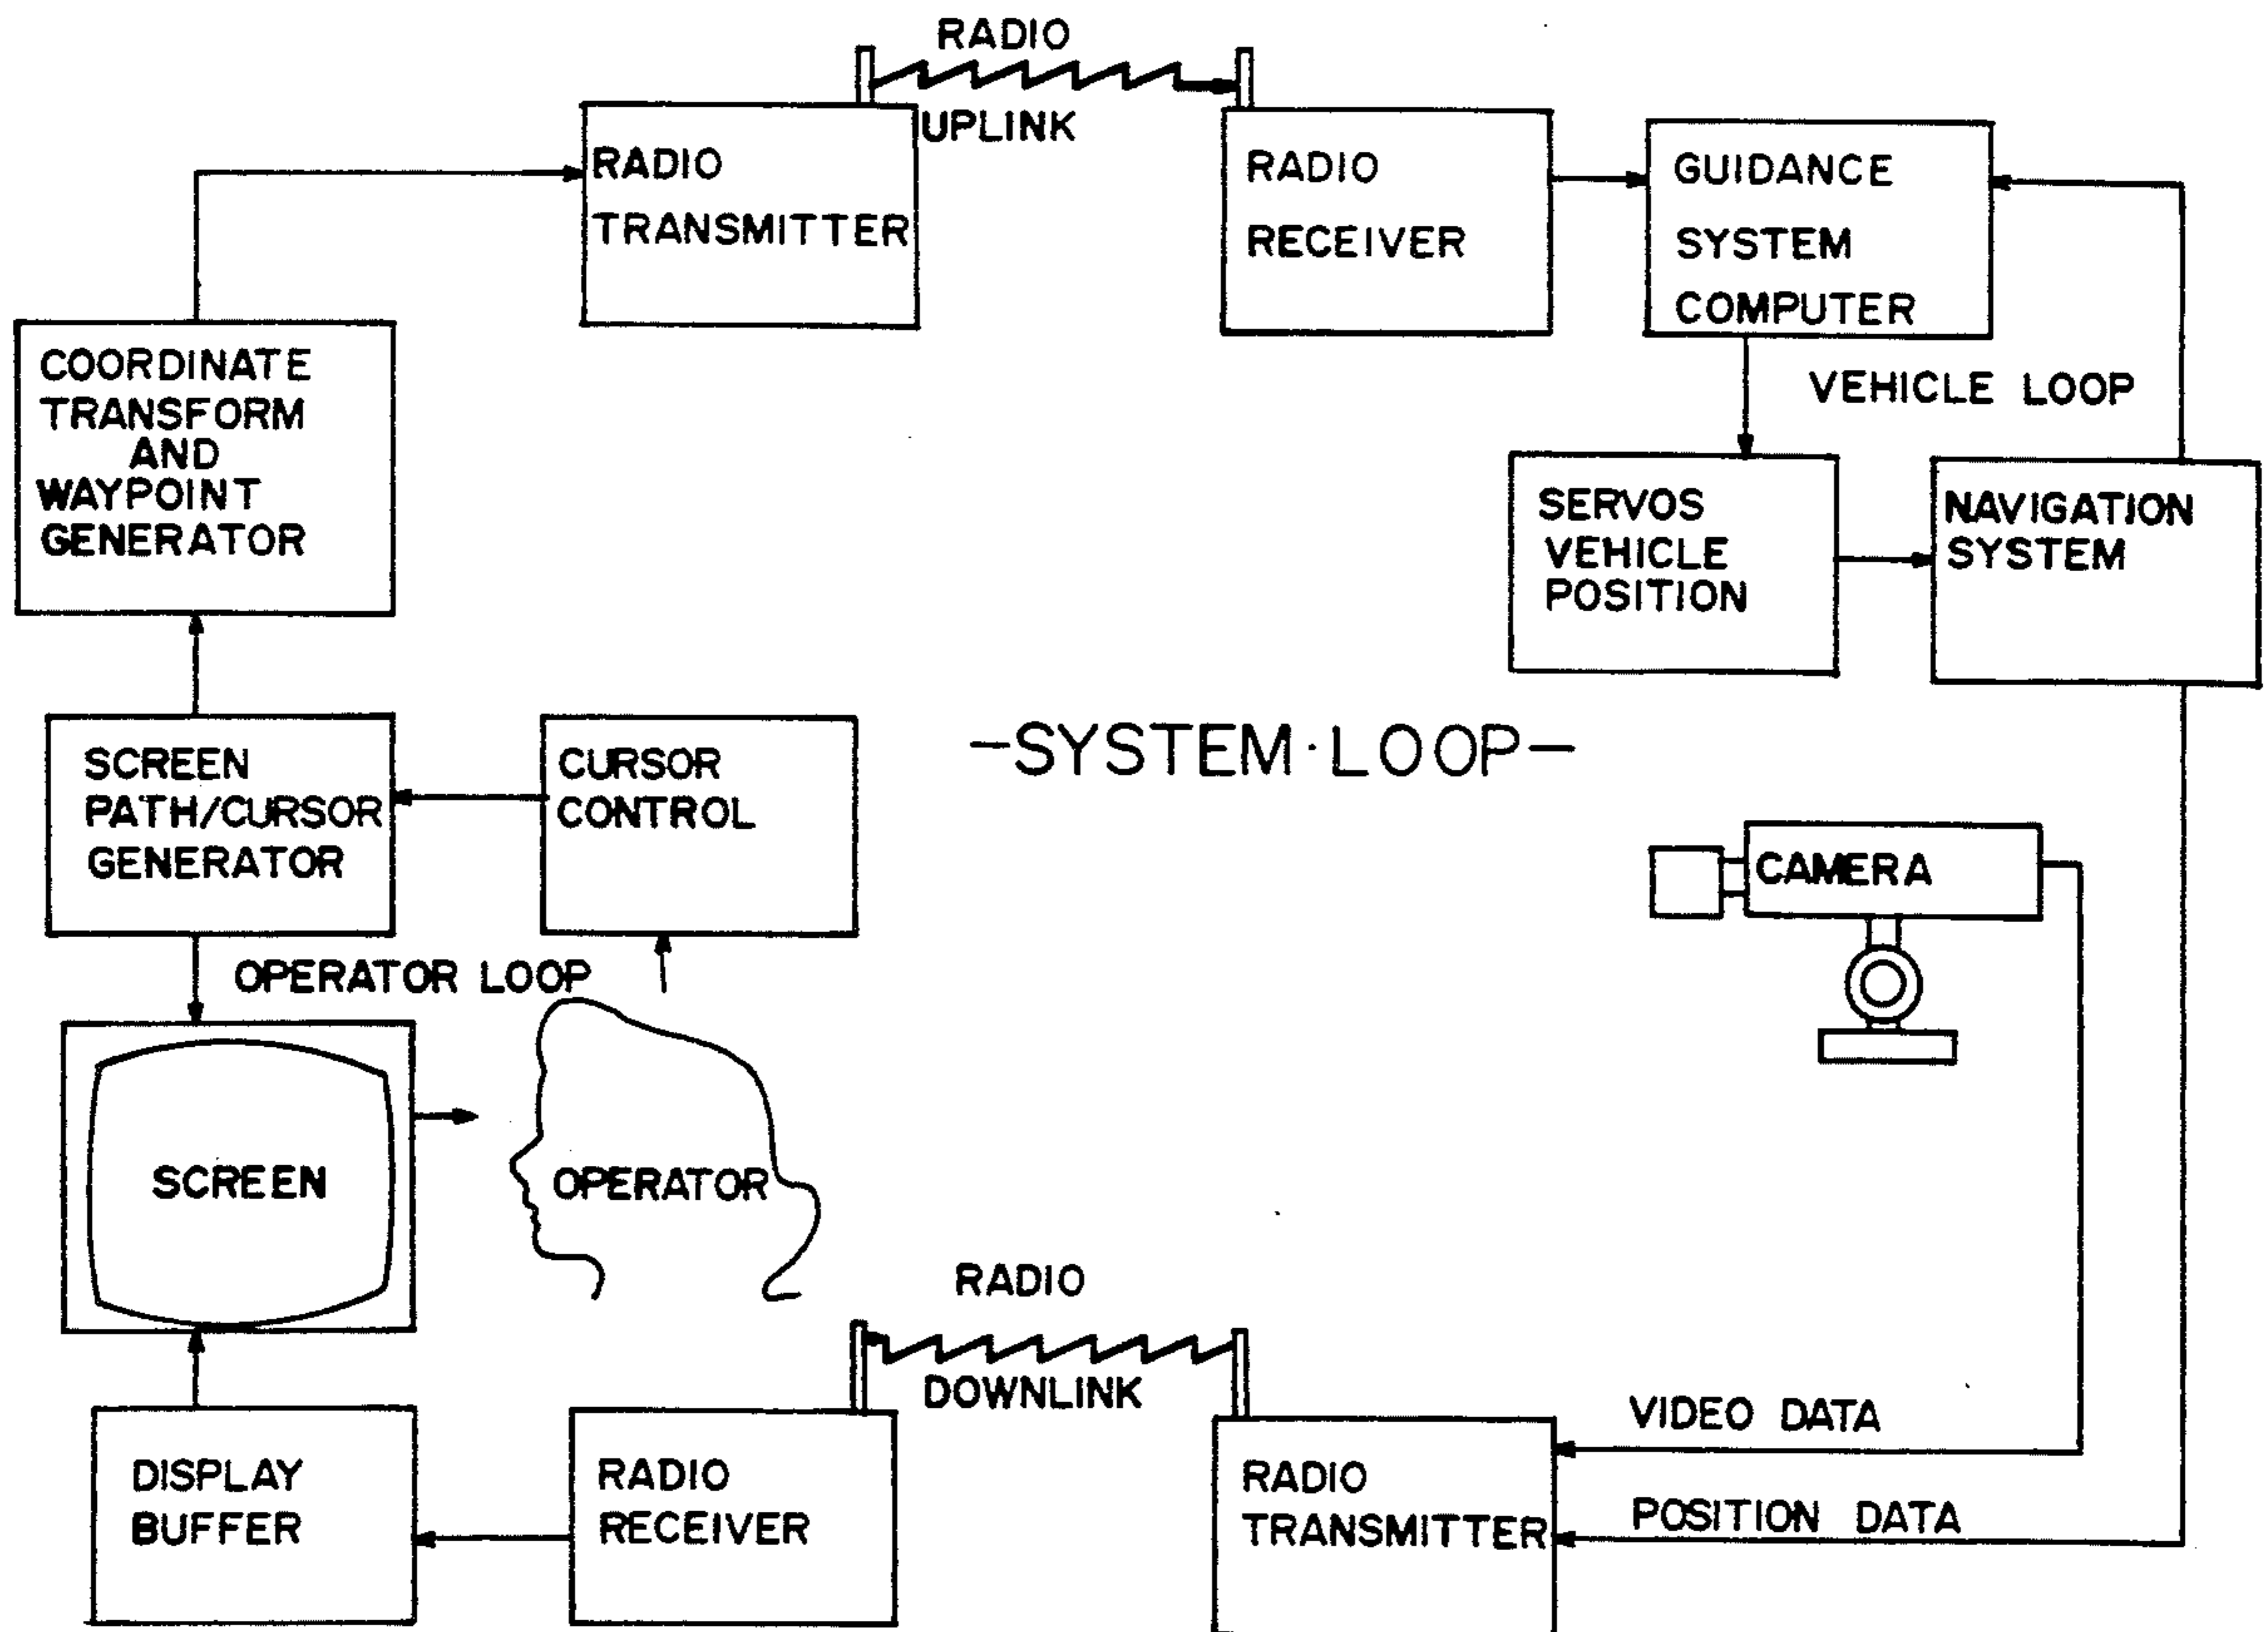 RADIO
UPLINK
RADIO
TRANSMITTER
RADIO
RECEIVER
GUIDANCE
SYSTEM
COMPUTER
COORDINATE
TRANSFORM
AND
WAYPOINT
GENERATOR
VEHICLE LOOP
SERVOS
VEHICLE
POSITION
NAVIGATION
SYSTEM
SCREEN
PATH/CURSOR
GENERATOR
CURSOR
CONTROL
-SYSTEM·LOOP-
CAMERA
OPERATOR LOOP
SCREEN
OPERATOR
RADIO
DOWNLINK
DISPLAY
BUFFER
RADIO
RECEIVER
RADIO
TRANSMITTER
VIDEO DATA
POSITION DATA